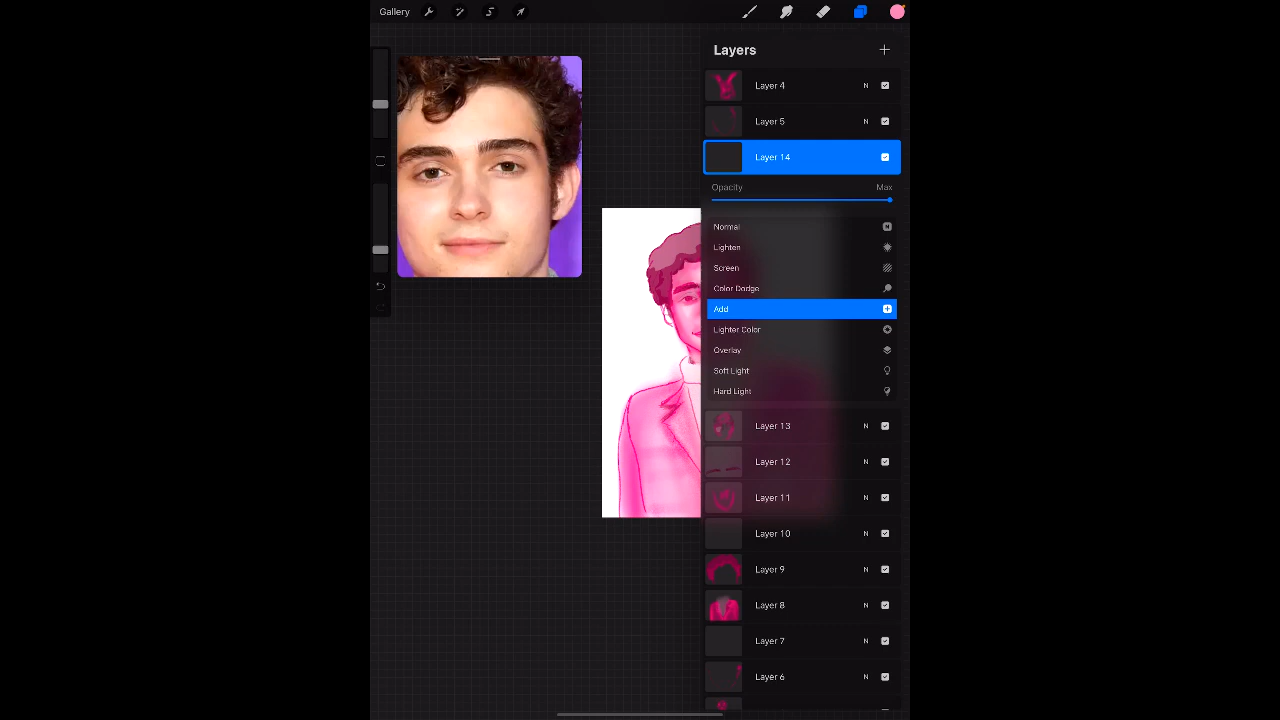 Gallery
Layers
Layer 4 N
Layer 5 N
Layer 14
Opacity Max
Normal N
Lighten
Screen
Color Dodge
Add
Lighter Color
Overlay
Soft Light
Hard Light
Layer 13 N
Layer 12 N
Layer 11 N
Layer 10 N
Layer 9 N
Layer 8 N
Layer 7 N
Layer 6 N